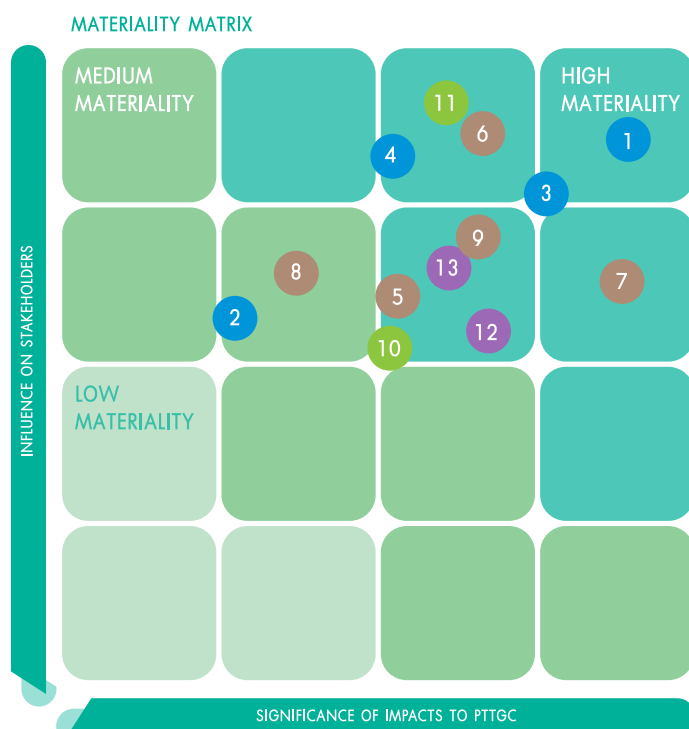 MATERIALITY MATRIX
MEDIUM
MATERIALITY
HIGH
MATERIALITY
11
6
1
4
3
9
13
8
7
5
2
12
10
LOW
MATERIALITY
INFLUENCE ON STAKEHOLDERS
SIGNIFICANCE OF IMPACTS TO PTTGC